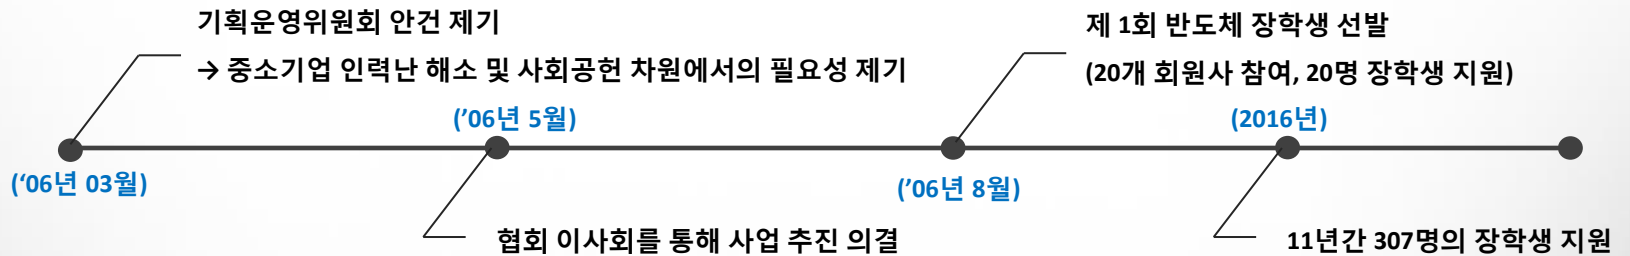 기획운영위원회 안건 제기
→ 중소기업 인력난 해소 및 사회공헌 차원에서의 필요성 제기
(‘06년 03월)
(’06년 5월)
협회 이사회를 통해 사업 추진 의결
제 1회 반도체 장학생 선발
(20개 회원사 참여, 20명 장학생 지원)
(’06년 8월)
(2016년)
11년간 307명의 장학생 지원